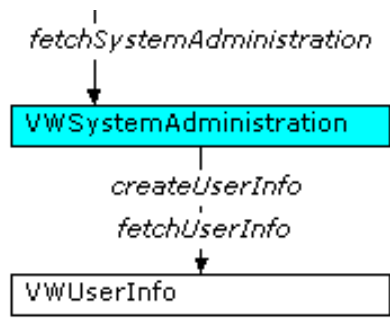 fetchSystemAdministration
VWSystemAdministration
createUserInfo
fetchUserInfo
VWUserInfo